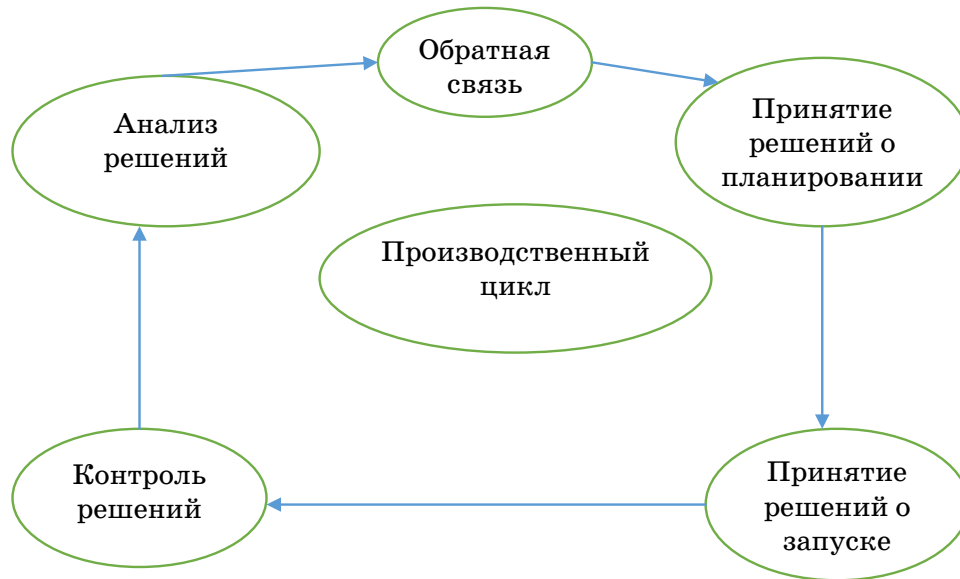 Обратная
связь
Анализ
решений
Принятие
решений о
планировании
Производственный
цикл
Контроль
решений
Принятие
решений о
запуске